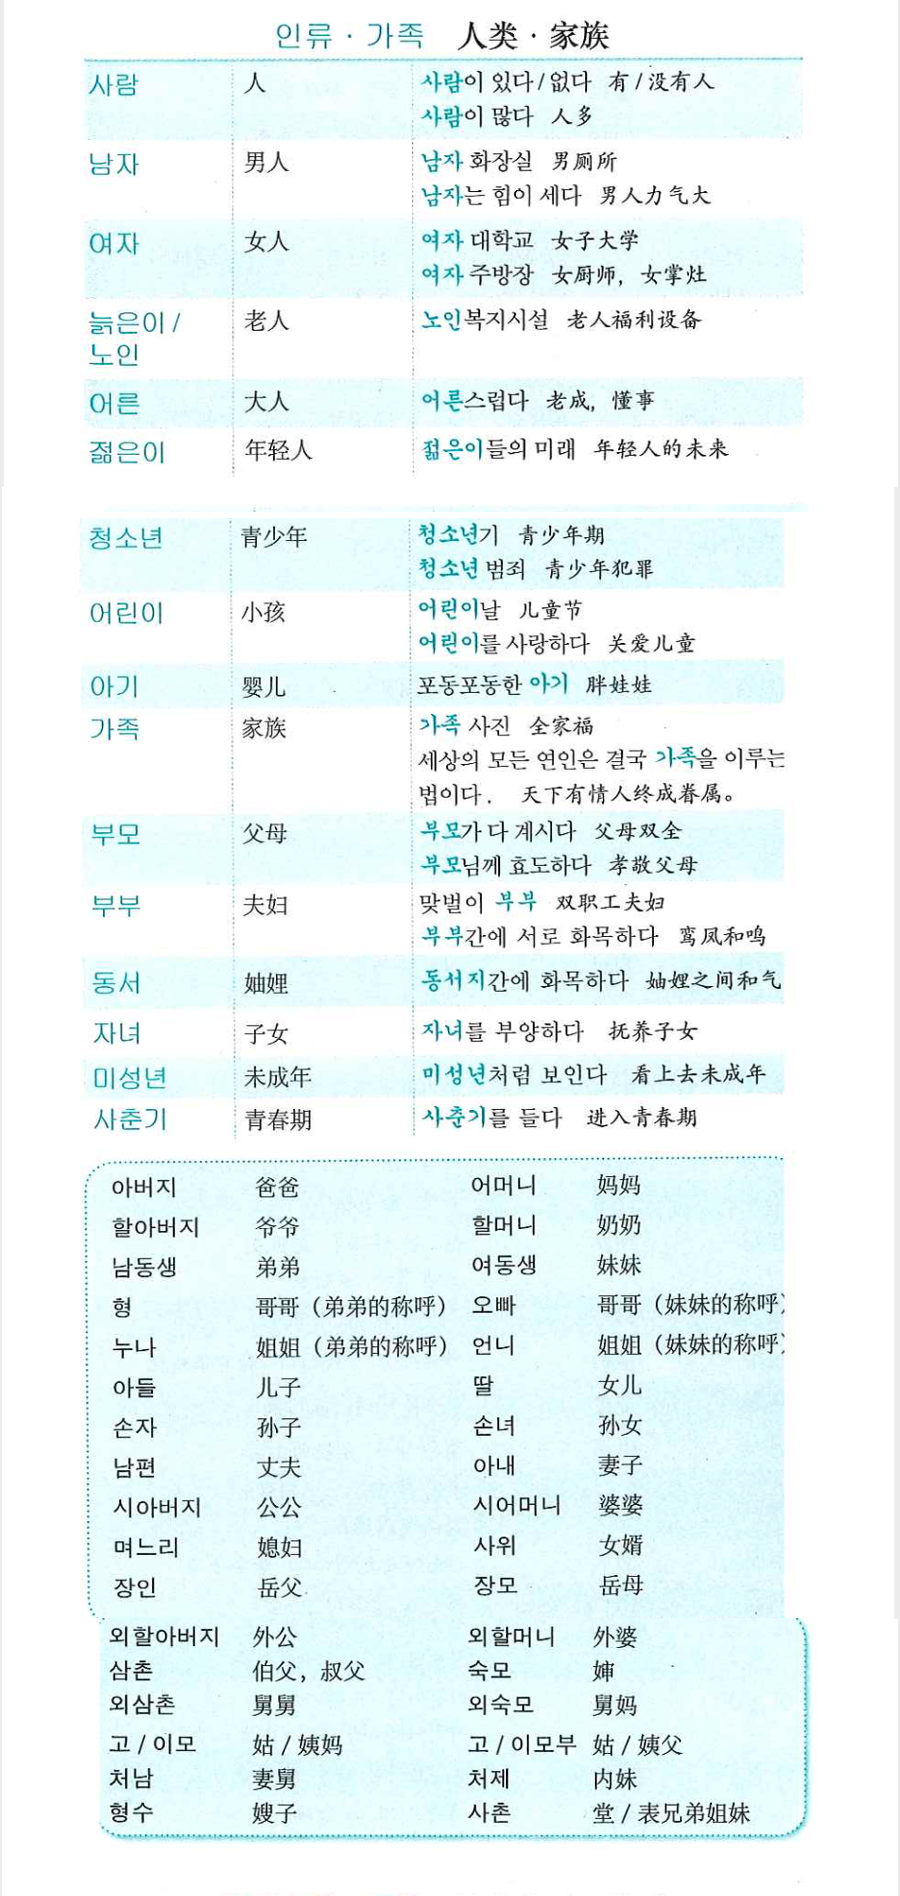 인류 · 가족 人类 · 家族
사람 人 사람이 있다/없다 有/没有人
사람이 많다 人多
남자 男人 남자 화장실 男厕所
남자는 힘이 세다 男人力气大
여자 女人 여자 대학교 女子大学
여자 주방장 女厨师，女掌灶
늙은이/ 老人 노인복지시설 老人福利设备
노인
어른 大人 어른스럽다 老成，懂事
젊은이 年轻人 젊은이들의 미래 年轻人的未来
청소년 青少年 청소년기 青少年期
청소년 범죄 青少年犯罪
어린이 小孩 어린이날 儿童节
어린이를 사랑하다 关爱儿童
아기 婴儿 포동포동한 아기 胖娃娃
가족 家族 가족 사진 全家福
세상의 모든 연인은 결국 가족을 이루는
법이다. 天下有情人终成眷属。
부모 父母 부모가 다 계시다 父母双全
부모님께 효도하다 孝敬父母
부부 夫妇 맞벌이 부부 双职工夫妇
부부간에 서로 화목하다 鸾凤和鸣
동서 妯娌 동서지간에 화목하다 妯娌之间和气
자녀 子女 자녀를 부양하다 抚养子女
미성년 未成年 미성년처럼 보인다 看上去未成年
사춘기 青春期 사춘기를 들다 进入青春期
아버지 爸爸 어머니 妈妈
할아버지 爷爷 할머니 奶奶
남동생 弟弟 여동생 妹妹
형 哥哥（弟弟的称呼） 오빠 哥哥（妹妹的称呼）
누나 姐姐（弟弟的称呼） 언니 姐姐（妹妹的称呼）
아들 儿子 딸 女儿
손자 孙子 손녀 孙女
남편 丈夫 아내 妻子
시아버지 公公 시어머니 婆婆
며느리 媳妇 사위 女婿
장인 岳父 장모 岳母
외할아버지 外公 외할머니 外婆
삼촌 伯父，叔父 숙모 婶
외삼촌 舅舅 외숙모 舅妈
고/이모 姑/姨妈 고/이모부 姑/姨父
처남 妻舅 처제 内妹
형수 嫂子 사촌 堂/表兄弟姐妹